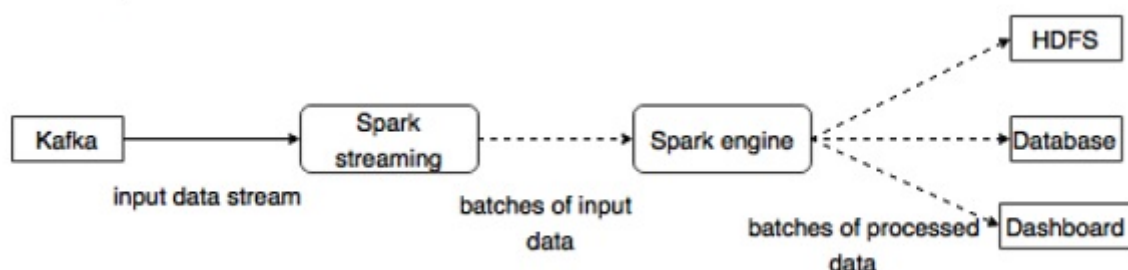 HDFS
Kafka
Spark
streaming
Spark engine
Database
input data stream
batches of input
data
batches of processed
data
Dashboard